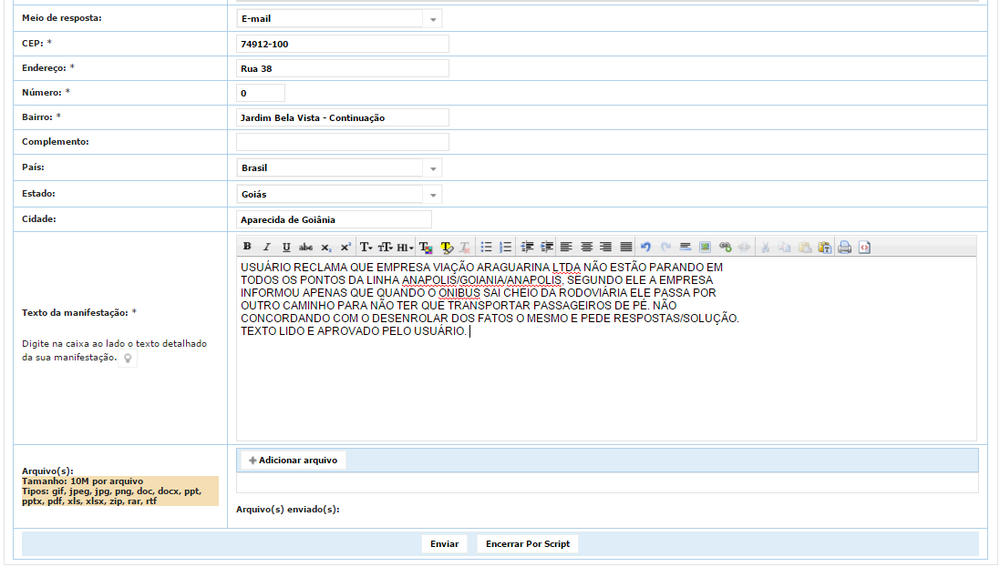 Meio de resposta: E-mail
CEP: * 74912-100
Endereço: * Rua 38
Número: * 0
Bairro: * Jardim Bela Vista - Continuação
Complemento:
País: Brasil
Estado: Goiás
Cidade: Aparecida de Goiânia
B I U abc x₂ x² T T H1 T T T
USUÁRIO RECLAMA QUE EMPRESA VIAÇÃO ARAGUARINA LTDA NÃO ESTÃO PARANDO EM
TODOS OS PONTOS DA LINHA ANAPOLIS/GOIANIA/ANAPOLIS, SEGUNDO ELE A EMPRESA
INFORMOU APENAS QUE QUANDO O ONIBUS SAI CHEIO DA RODOVIÁRIA ELE PASSA POR
OUTRO CAMINHO PARA NÃO TER QUE TRANSPORTAR PASSAGEIROS DE PÉ. NÃO
CONCORDANDO COM O DESENROLAR DOS FATOS O MESMO E PEDE RESPOSTAS/SOLUÇÃO.
TEXTO LIDO E APROVADO PELO USUÁRIO.
Texto da manifestação: *
Digite na caixa ao lado o texto detalhado
da sua manifestação.
Arquivo(s):
Tamanho: 10M por arquivo
Tipos: gif, jpeg, jpg, png, doc, docx, ppt,
pptx, pdf, xls, xlsx, zip, rar, rtf
Adicionar arquivo
Arquivo(s) enviado(s):
Enviar Encerrar Por Script